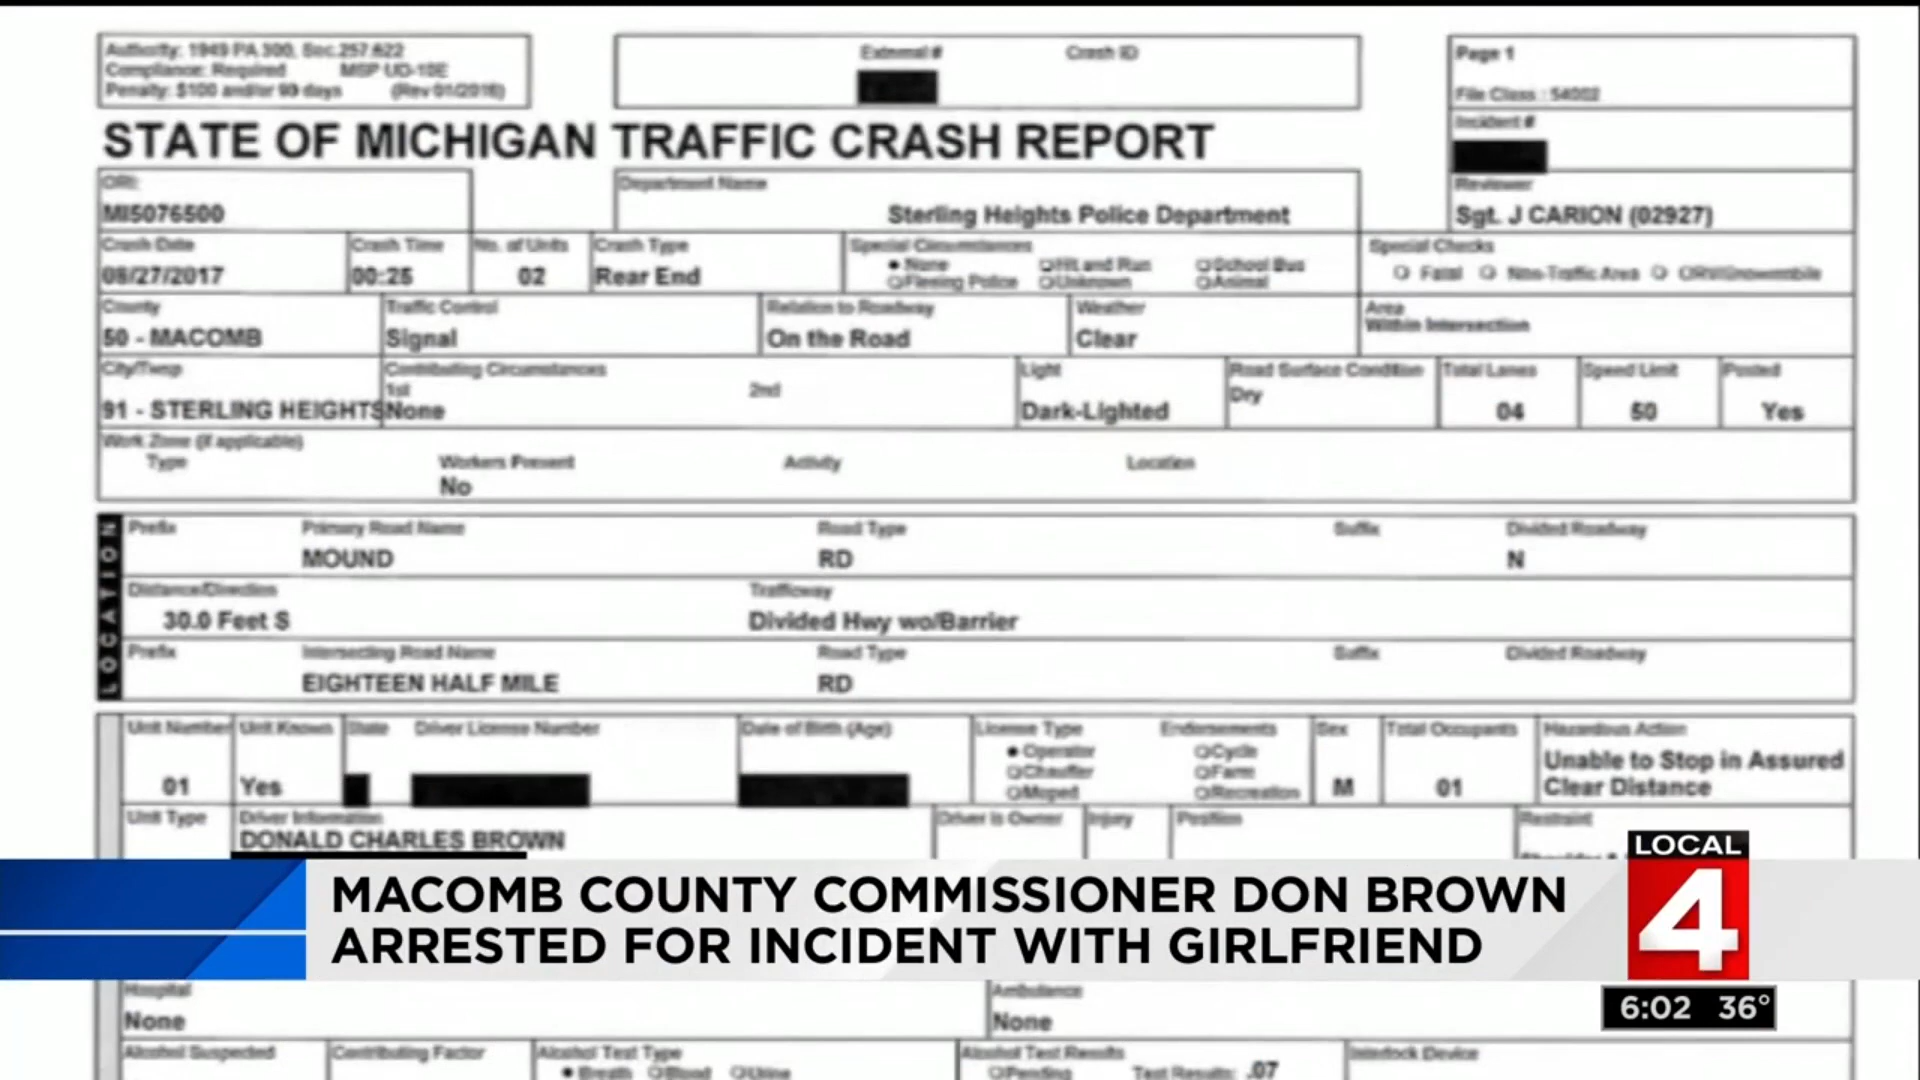 Authority: 1949 PA 300, Sec.257.622
Compliance: Required MSP UD-10E
Penalty: $100 and/or 90 days (Rev 01/2016)
External # Crash ID
Page 1
File Class : 54002
Incident #
STATE OF MICHIGAN TRAFFIC CRASH REPORT
ORI: Department Name Reviewer
MI5076500 Sterling Heights Police Department Sgt. J CARION (02927)
Crash Date Crash Time No. of Units Crash Type Special Circumstances Special Checks
08/27/2017 00:25 02 Rear End
None Hit and Run School Bus
Fleeing Police Unknown Animal
Fatal Non-Traffic Area ORV/Snowmobile
County Traffic Control Relation to Roadway Weather Area
50 - MACOMB Signal On the Road Clear Within Intersection
City/Twsp Contributing Circumstances Light Road Surface Condition Total Lanes Speed Limit Posted
1st 2nd
91 - STERLING HEIGHTS None Dark-Lighted Dry 04 50 Yes
Work Zone (if applicable)
Type Workers Present Activity Location
No
LOCATION
Prefix Primary Road Name Road Type Suffix Divided Roadway
MOUND RD N
Distance/Direction Trafficway
30.0 Feet S Divided Hwy wo/Barrier
Prefix Intersecting Road Name Road Type Suffix Divided Roadway
EIGHTEEN HALF MILE RD
Unit Number Unit Known State Driver License Number Date of Birth (Age) License Type Endorsements Sex Total Occupants Hazardous Action
Operator Cycle
Chauffer Farm
Moped Recreation
01 Yes M 01 Unable to Stop in Assured
Clear Distance
Unit Type Driver Information Driver Is Owner Injury Position Restraint
DONALD CHARLES BROWN
LOCAL
4
MACOMB COUNTY COMMISSIONER DON BROWN
ARRESTED FOR INCIDENT WITH GIRLFRIEND
6:02 36°
Hospital Ambulance
None None
Alcohol Suspected Contributing Factor Alcohol Test Type Alcohol Test Results Interlock Device
Breath Blood Urine Pending Test Results: .07